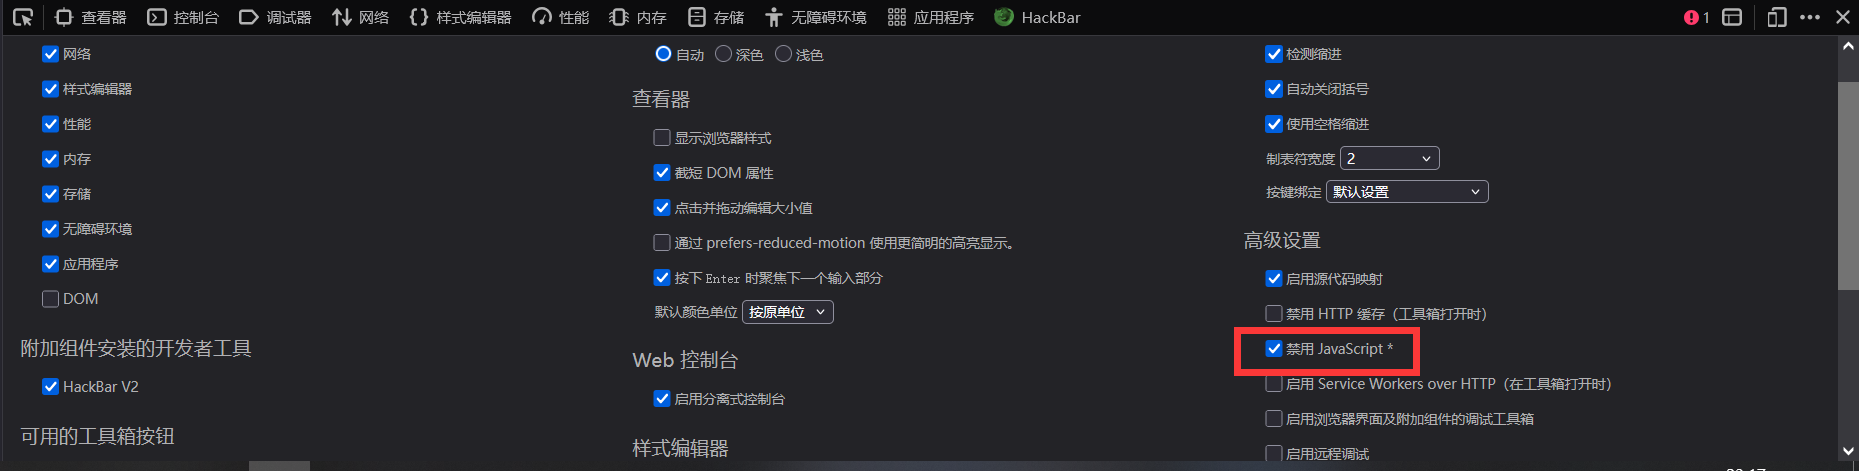 查看器 控制台 调试器 网络 样式编辑器 性能 内存 存储 无障碍环境 应用程序 HackBar 1
网络
样式编辑器
性能
内存
存储
无障碍环境
应用程序
DOM
附加组件安装的开发者工具
HackBar V2
可用的工具箱按钮
自动 深色 浅色
查看器
显示浏览器样式
截短 DOM 属性
点击并拖动编辑大小值
通过 prefers-reduced-motion 使用更简明的高亮显示。
按下 Enter 时聚焦下一个输入部分
默认颜色单位 按原单位
Web 控制台
启用分离式控制台
样式编辑器
检测缩进
自动关闭括号
使用空格缩进
制表符宽度 2
按键绑定 默认设置
高级设置
启用源代码映射
禁用 HTTP 缓存（工具箱打开时）
禁用 JavaScript *
启用 Service Workers over HTTP（在工具箱打开时）
启用浏览器界面及附加组件的调试工具箱
启用远程调试